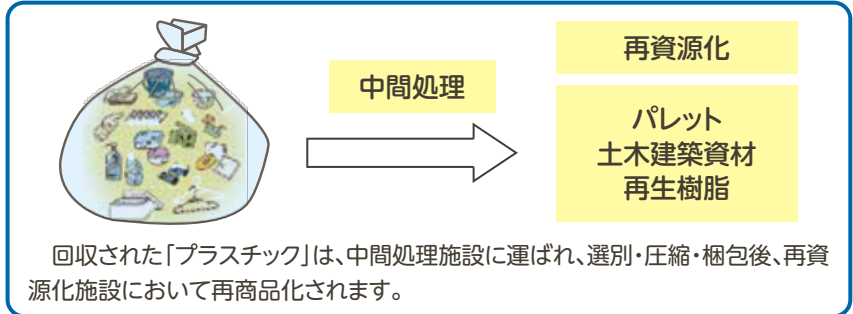 中間処理
再資源化
パレット
土木建築資材
再生樹脂
回収された「プラスチック」は、中間処理施設に運ばれ、選別・圧縮・梱包後、再資
源化施設において再商品化されます。